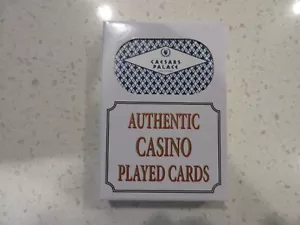 CAESARS
PALACE
AUTHENTIC
CASINO
PLAYED CARDS